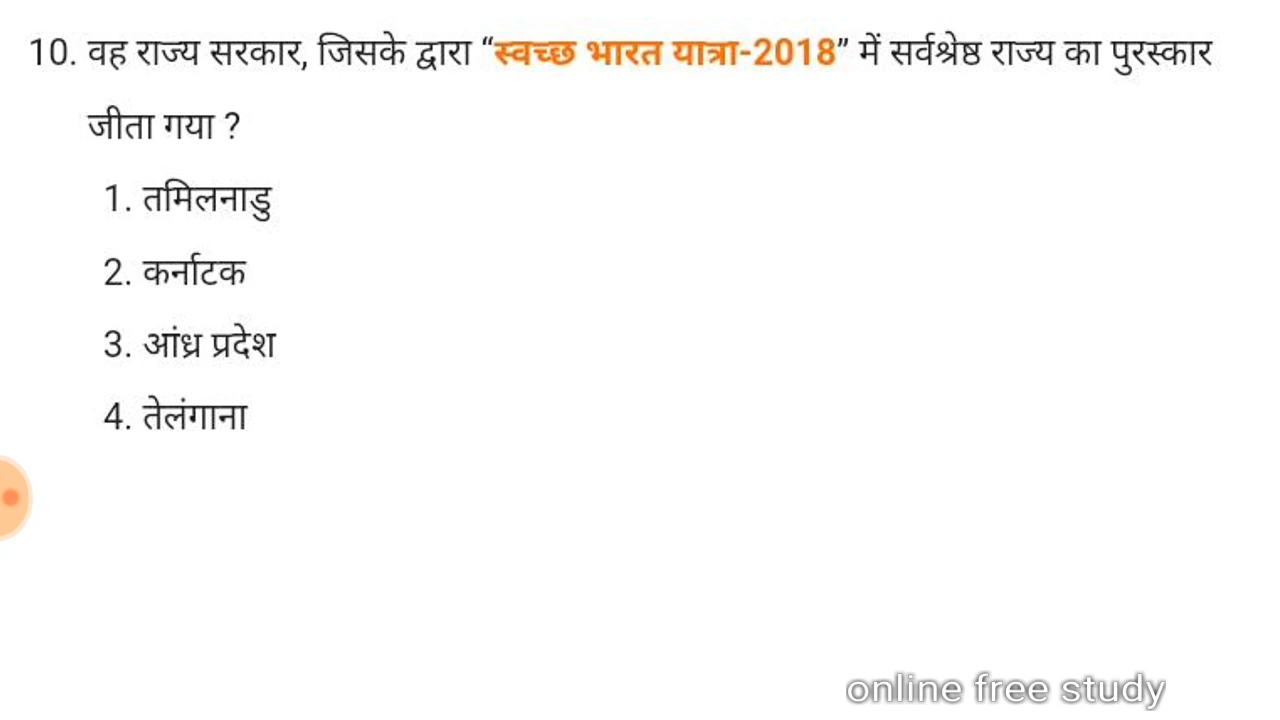 10. वह राज्य सरकार, जिसके द्वारा “स्वच्छ भारत यात्रा-2018” में सर्वश्रेष्ठ राज्य का पुरस्कार
जीता गया ?
1. तमिलनाडु
2. कर्नाटक
3. आंध्र प्रदेश
4. तेलंगाना
online free study